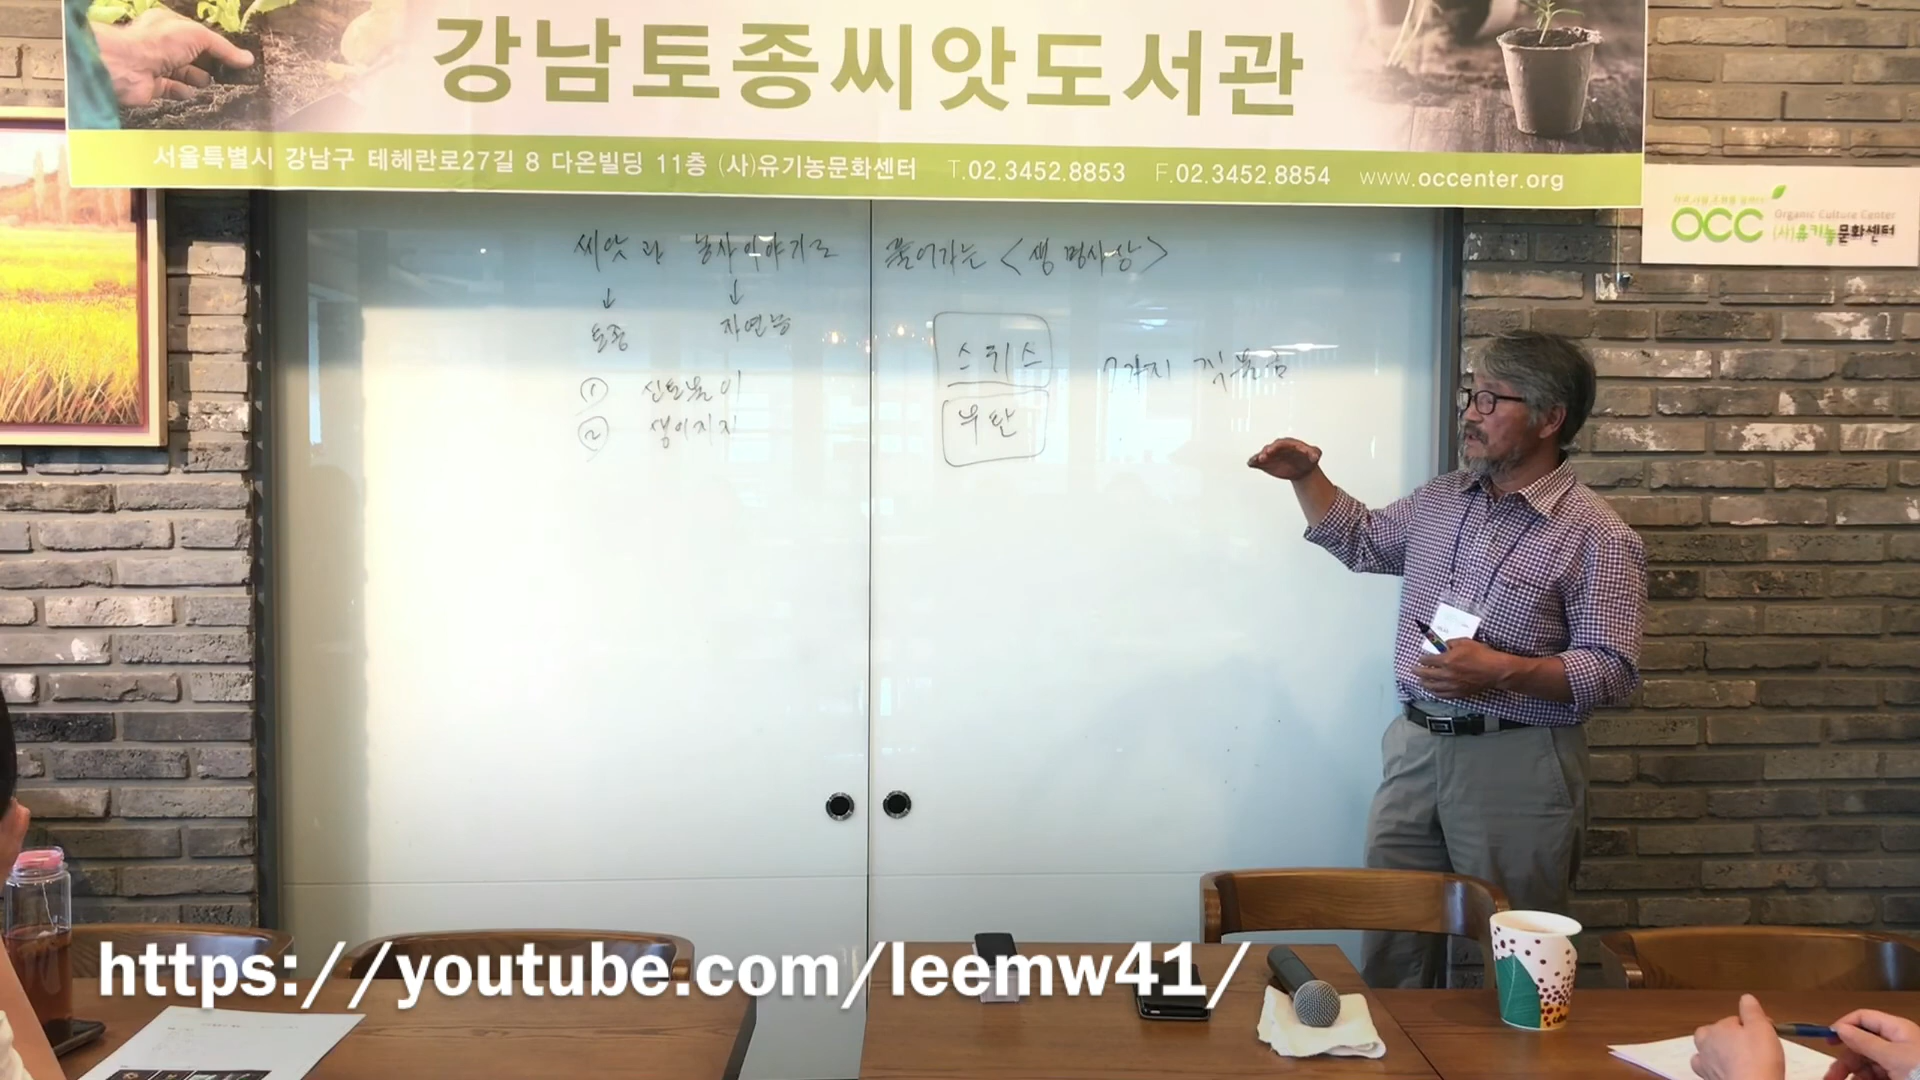 강남토종씨앗도서관
서울특별시 강남구 테헤란로27길 8 다온빌딩 11층 (사)유기농문화센터 T.02.3452.8853 F.02.3452.8854 www.occenter.org
OCC Organic Culture Center
(사)유기농문화센터
씨앗과 농사이야기로 풀어가는 <생명사상>
↓ ↓
토종 자연농
① 신토불이
② 생이지지
스위스
부탄
7가지 짓물음
https://youtube.com/leemw41/